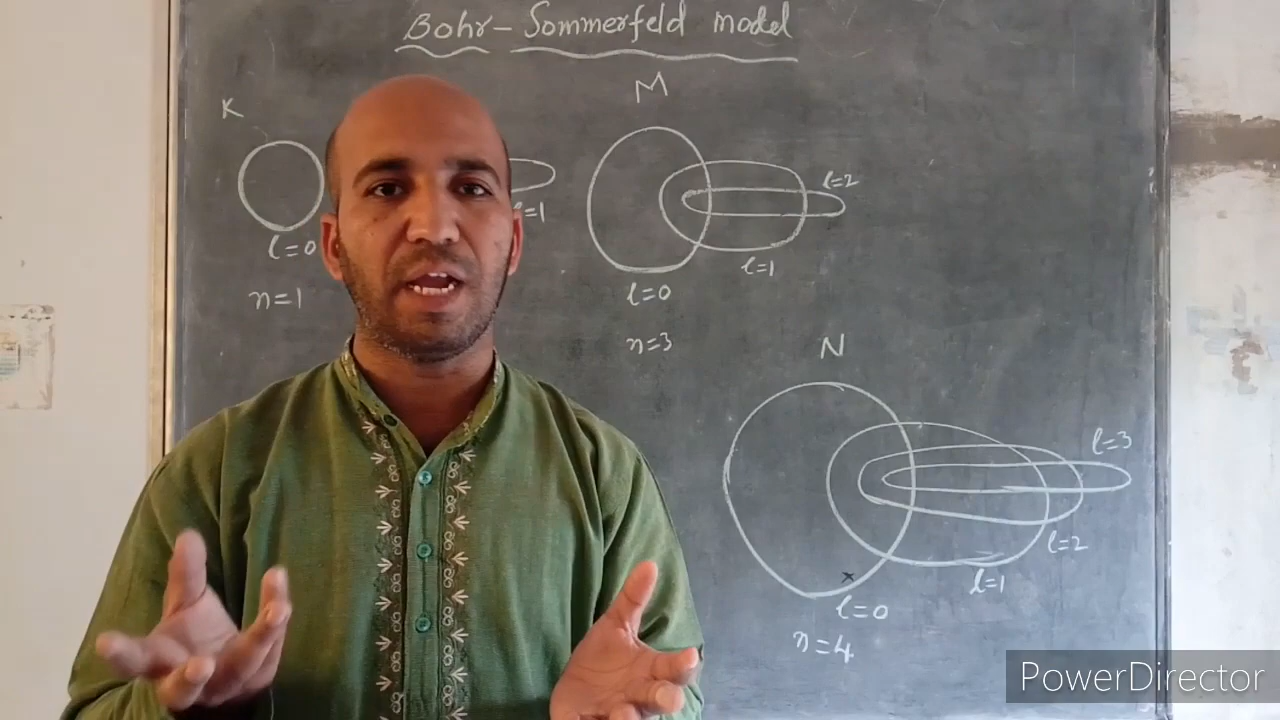 Bohr-Sommerfeld model
K
M
l=0
l=1
n=1
l=0
l=1
l=2
n=3
N
l=0
l=1
l=2
l=3
n=4
PowerDirector